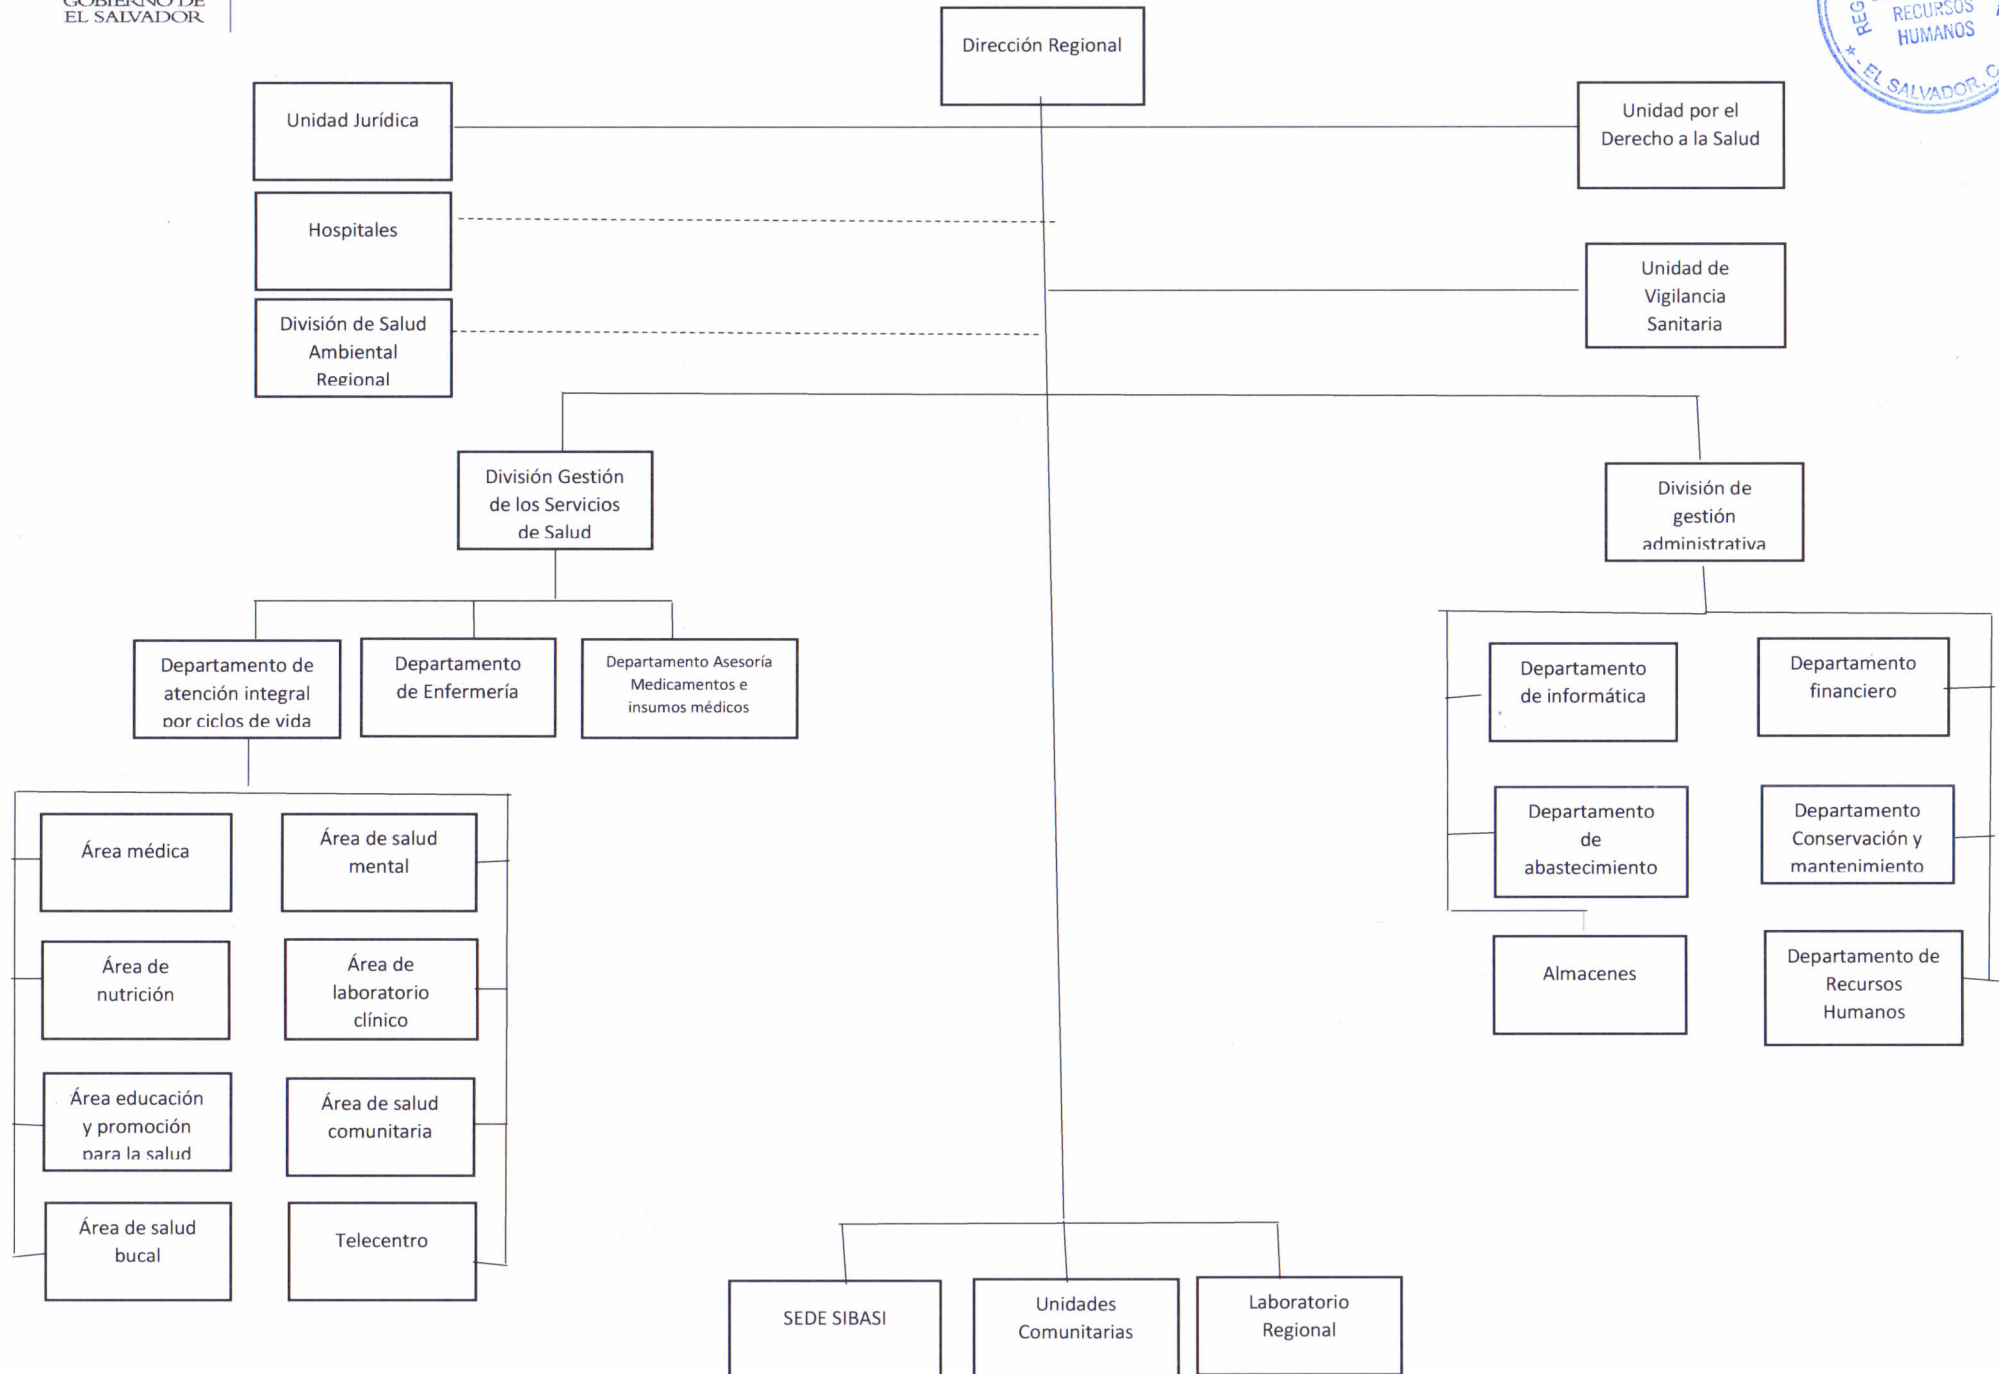 GOBIERNO DE
EL SALVADOR
RECURSOS
HUMANOS
EL SALVADOR, C
Dirección Regional
Unidad Jurídica
Unidad por el
Derecho a la Salud
Hospitales
Unidad de
Vigilancia
Sanitaria
División de Salud
Ambiental
Regional
División Gestión
de los Servicios
de Salud
División de
gestión
administrativa
Departamento de
atención integral
por ciclos de vida
Departamento
de Enfermería
Departamento Asesoría
Medicamentos e
insumos médicos
Departamento
de informática
Departamento
financiero
Área médica
Área de salud
mental
Departamento
de
abastecimiento
Departamento
Conservación y
mantenimiento
Área de
nutrición
Área de
laboratorio
clínico
Almacenes
Departamento de
Recursos
Humanos
Área educación
y promoción
para la salud
Área de salud
comunitaria
Área de salud
bucal
Telecentro
SEDE SIBASI
Unidades
Comunitarias
Laboratorio
Regional